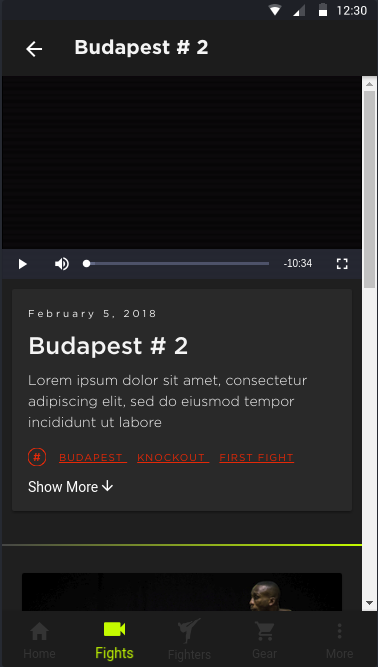 12:30
Budapest # 2
-10:34
February 5, 2018
Budapest # 2
Lorem ipsum dolor sit amet, consectetur
adipiscing elit, sed do eiusmod tempor
incididunt ut labore
# BUDAPEST KNOCKOUT FIRST FIGHT
Show More
Home Fights Fighters Gear More